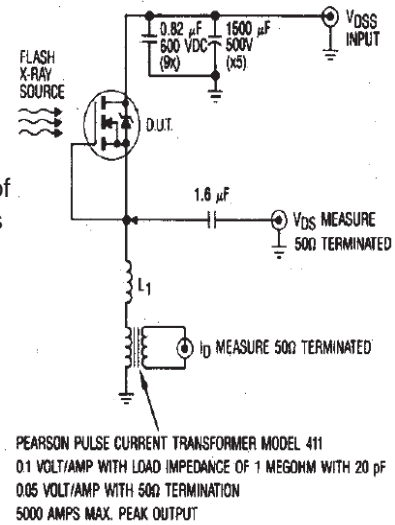 0.82 µF
600 VDC
(9x)
1500 µF
500V
(x5)
VDSS
INPUT
FLASH
X-RAY
SOURCE
D.U.T.
of
s
1.6 µF
VDS MEASURE
50Ω TERMINATED
L1
ID MEASURE 50Ω TERMINATED
PEARSON PULSE CURRENT TRANSFORMER MODEL 411
0.1 VOLT/AMP WITH LOAD IMPEDANCE OF 1 MEGOHM WITH 20 pF
0.05 VOLT/AMP WITH 50Ω TERMINATION
5000 AMPS MAX. PEAK OUTPUT